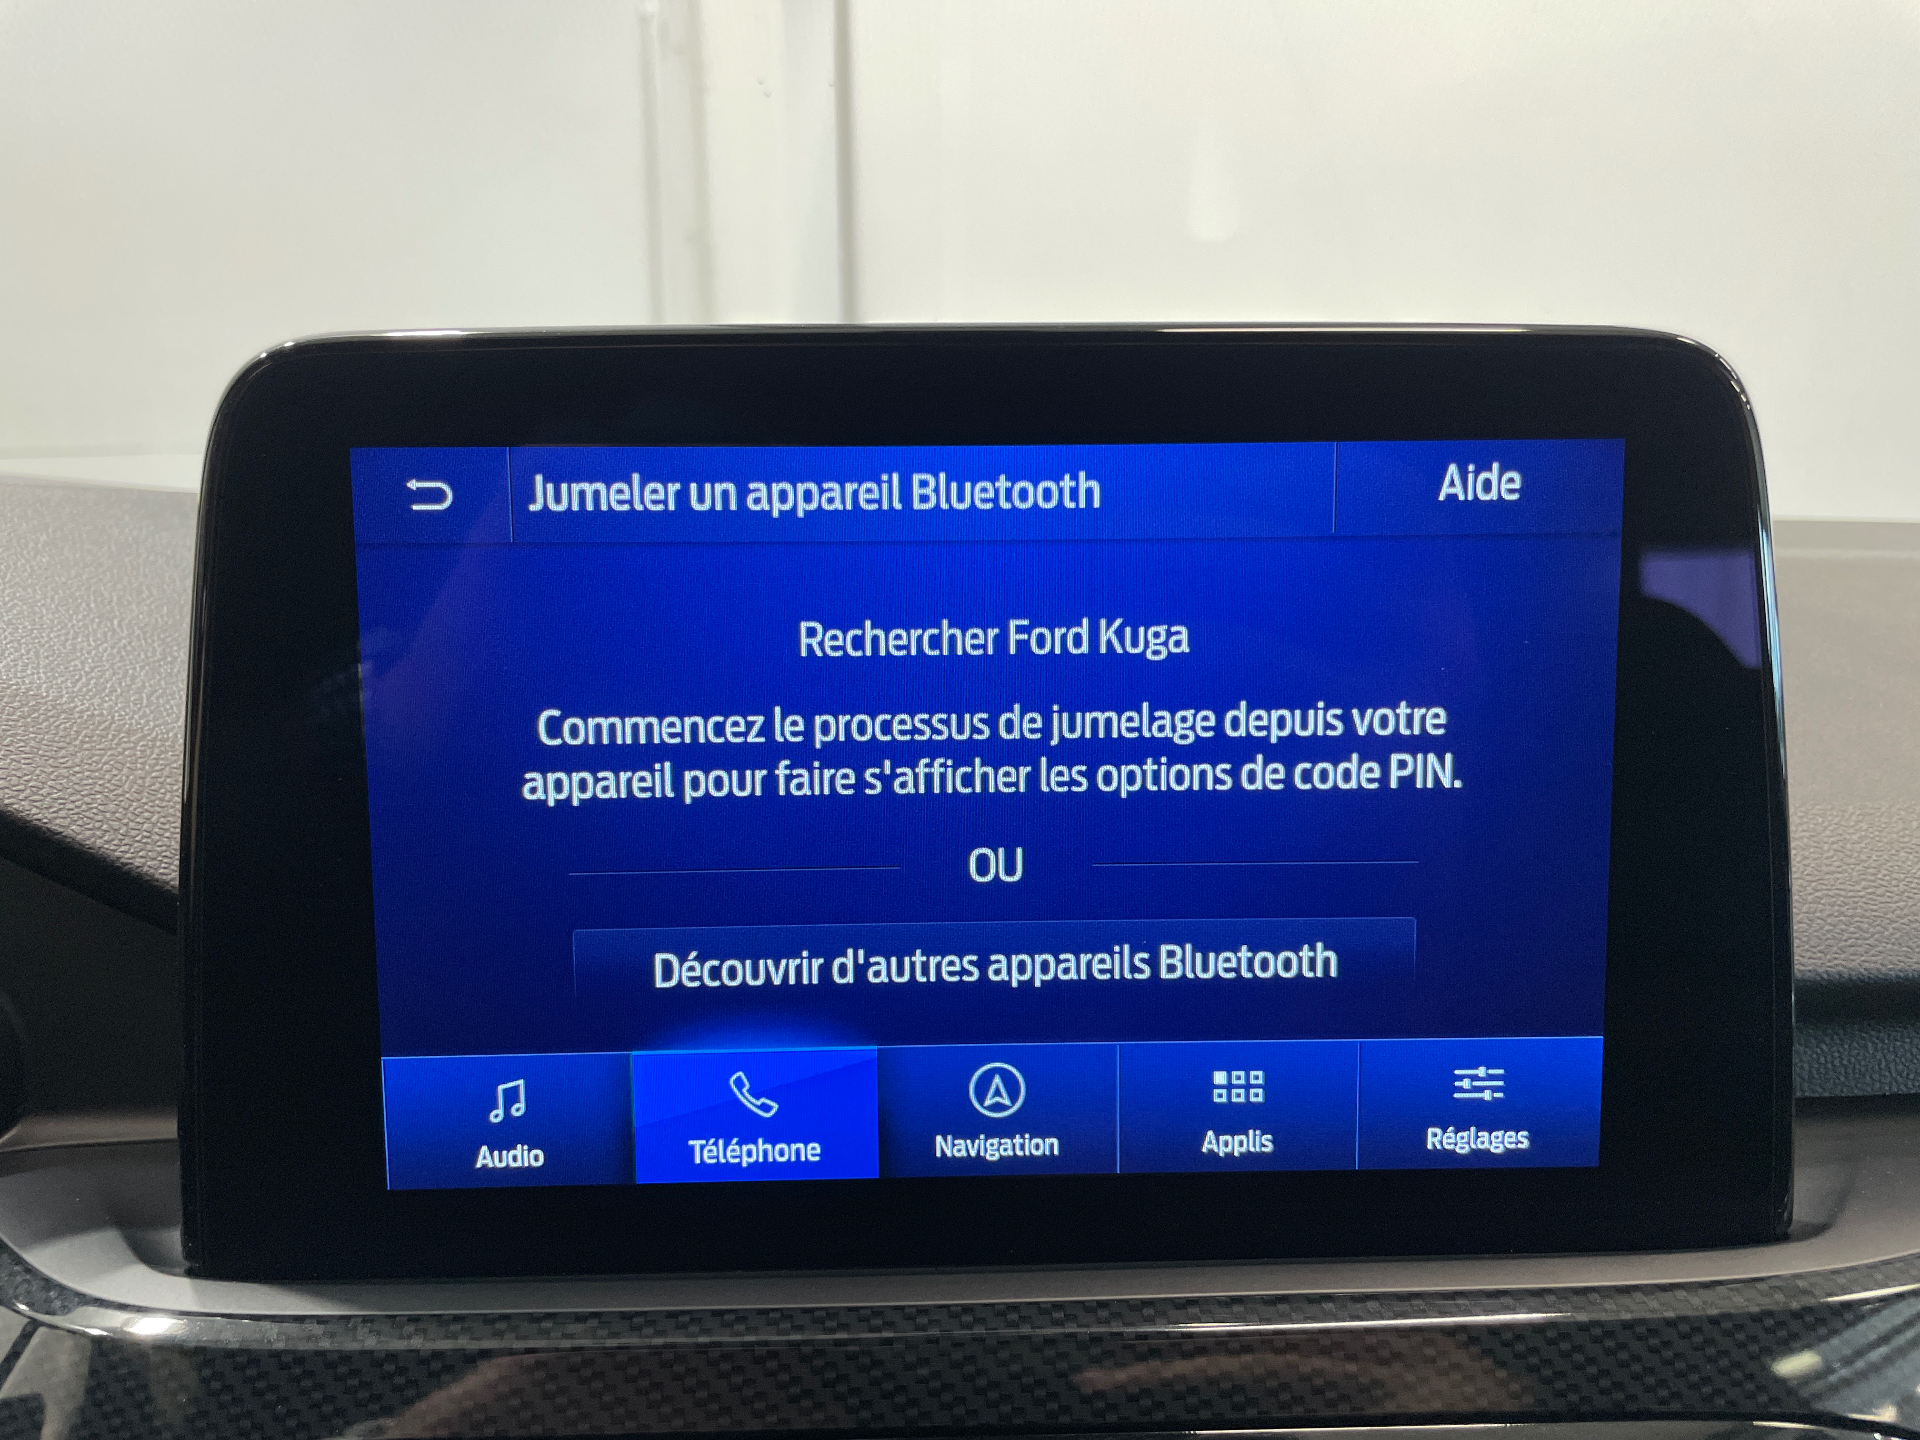 Jumeler un appareil Bluetooth
Aide
Rechercher Ford Kuga
Commencez le processus de jumelage depuis votre
appareil pour faire s'afficher les options de code PIN.
OU
Découvrir d'autres appareils Bluetooth
Audio
Téléphone
Navigation
Applis
Réglages